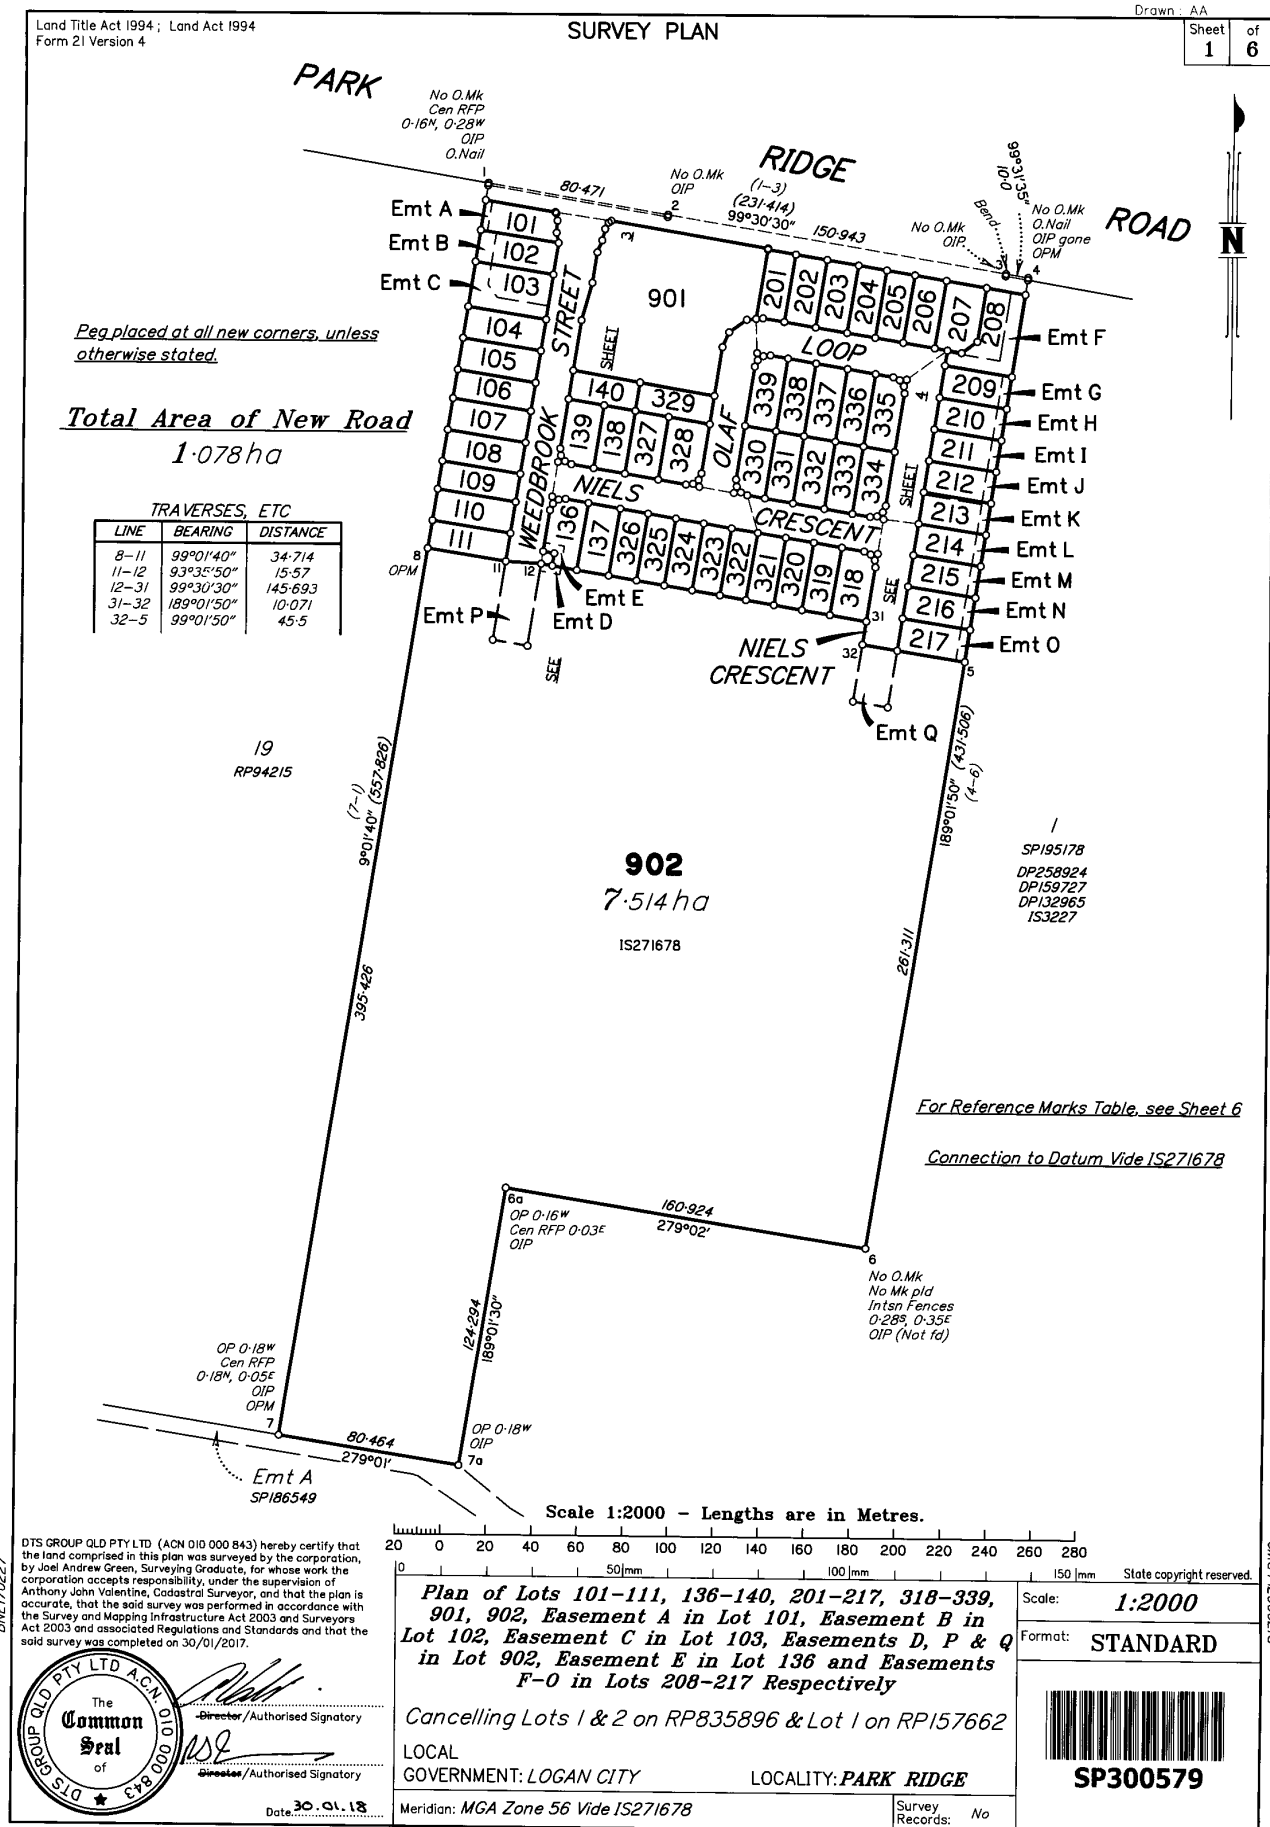 Drawn : AA
Land Title Act 1994 ; Land Act 1994
Form 21 Version 4
SURVEY PLAN
Sheet of
1 6
PARK
RIDGE
ROAD
No O.Mk
Cen RFP
0·16N, 0·28W
OIP
O.Nail
80·471
No O.Mk
OIP
2
(1-3)
(231·414)
99°30'30"
150·943
99°31'35"
10·0
Bend
No O.Mk
OIP
3
No O.Mk
O.Nail
OIP gone
OPM
4
N
Emt A
Emt B
Emt C
101
102
103
104
105
106
107
108
109
110
111
STREET
WEEDBROOK
SHEET
3
901
201
202
203
204
205
206
207
208
Emt F
LOOP
OLAF
140
329
139
138
327
328
339
338
337
336
335
330
331
332
333
334
4
SHEET
SEE
209
210
211
212
213
214
215
216
217
Emt G
Emt H
Emt I
Emt J
Emt K
Emt L
Emt M
Emt N
Emt O
NIELS
CRESCENT
136
137
326
325
324
323
322
321
320
319
318
Peg placed at all new corners, unless
otherwise stated.
Total Area of New Road
1·078 ha
TRAVERSES, ETC
LINE BEARING DISTANCE
8-11 99°01'40" 34·714
11-12 93°35'50" 15·57
12-31 99°30'30" 145·693
31-32 189°01'50" 10·071
32-5 99°01'50" 45·5
8
OPM
11
12
Emt P
Emt E
Emt D
SEE
31
32
NIELS
CRESCENT
Emt Q
5
19
RP94215
(7-1)
9°01'40" (557·826)
395·426
189°01'50" (431·506)
(4-6)
261·311
902
7·514 ha
IS271678
1
SP195178
DP258924
DP159727
DP132965
IS3227
For Reference Marks Table, see Sheet 6
Connection to Datum Vide IS271678
6a
OP 0·16W
Cen RFP 0·03E
OIP
160·924
279°02'
6
No O.Mk
No Mk pld
Intsn Fences
0·28S, 0·35E
OIP (Not fd)
124·294
189°01'30"
OP 0·18W
Cen RFP
0·18N, 0·05E
OIP
OPM
7
80·464
279°01'
OP 0·18W
OIP
7a
Emt A
SP186549
Scale 1:2000 - Lengths are in Metres.
20 0 20 40 60 80 100 120 140 160 180 200 220 240 260 280
0 50 mm 100 mm 150 mm
State copyright reserved.
DTS GROUP QLD PTY LTD (ACN 010 000 843) hereby certify that
the land comprised in this plan was surveyed by the corporation,
by Joel Andrew Green, Surveying Graduate, for whose work the
corporation accepts responsibility, under the supervision of
Anthony John Valentine, Cadastral Surveyor, and that the plan is
accurate, that the said survey was performed in accordance with
the Survey and Mapping Infrastructure Act 2003 and Surveyors
Act 2003 and associated Regulations and Standards and that the
said survey was completed on 30/01/2017.
DTS GROUP QLD PTY LTD A.C.N. 010 000 843
The
Common
Seal
of
Director/Authorised Signatory
Director/Authorised Signatory
Date 30.01.18
Plan of Lots 101-111, 136-140, 201-217, 318-339,
901, 902, Easement A in Lot 101, Easement B in
Lot 102, Easement C in Lot 103, Easements D, P & Q
in Lot 902, Easement E in Lot 136 and Easements
F-O in Lots 208-217 Respectively
Cancelling Lots 1 & 2 on RP835896 & Lot 1 on RP157662
LOCAL
GOVERNMENT: LOGAN CITY
LOCALITY: PARK RIDGE
Meridian: MGA Zone 56 Vide IS271678
Survey
Records: No
Scale: 1:2000
Format: STANDARD
SP300579